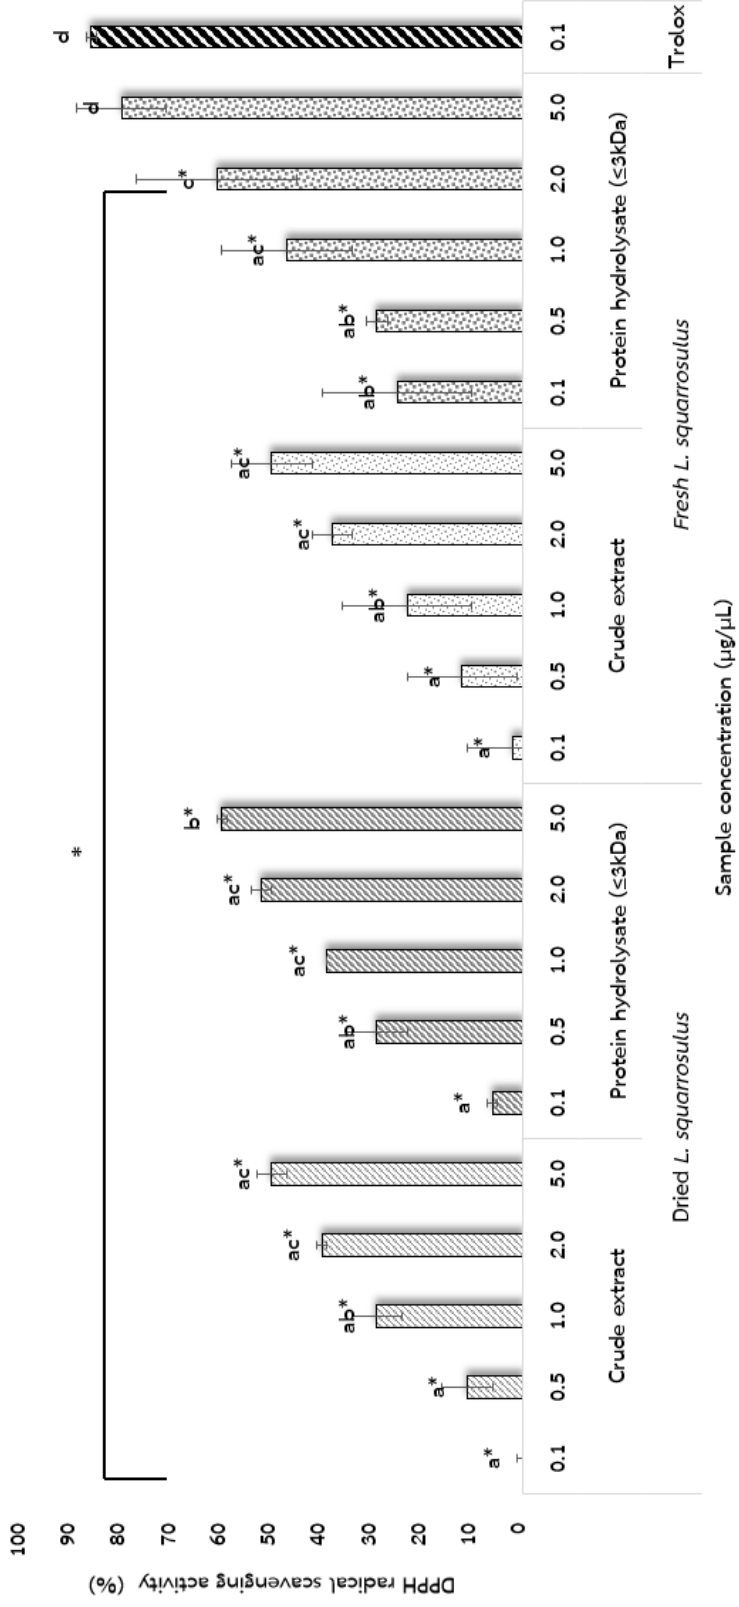 DPPH radical scavenging activity (%)
100
90
80
70
60
50
40
30
20
10
0
*
a*
a*
ab*
ac*
ac*
a*
ab*
ac*
ac*
b*
a*
a*
ab*
ac*
ac*
ab*
ab*
ac*
c*
d
d
0.1 0.5 1.0 2.0 5.0 0.1 0.5 1.0 2.0 5.0 0.1 0.5 1.0 2.0 5.0 0.1 0.5 1.0 2.0 5.0 0.1
Crude extract Protein hydrolysate (≤3kDa) Crude extract Protein hydrolysate (≤3kDa)
Dried L. squarrosulus Fresh L. squarrosulus Trolox
Sample concentration (µg/µL)